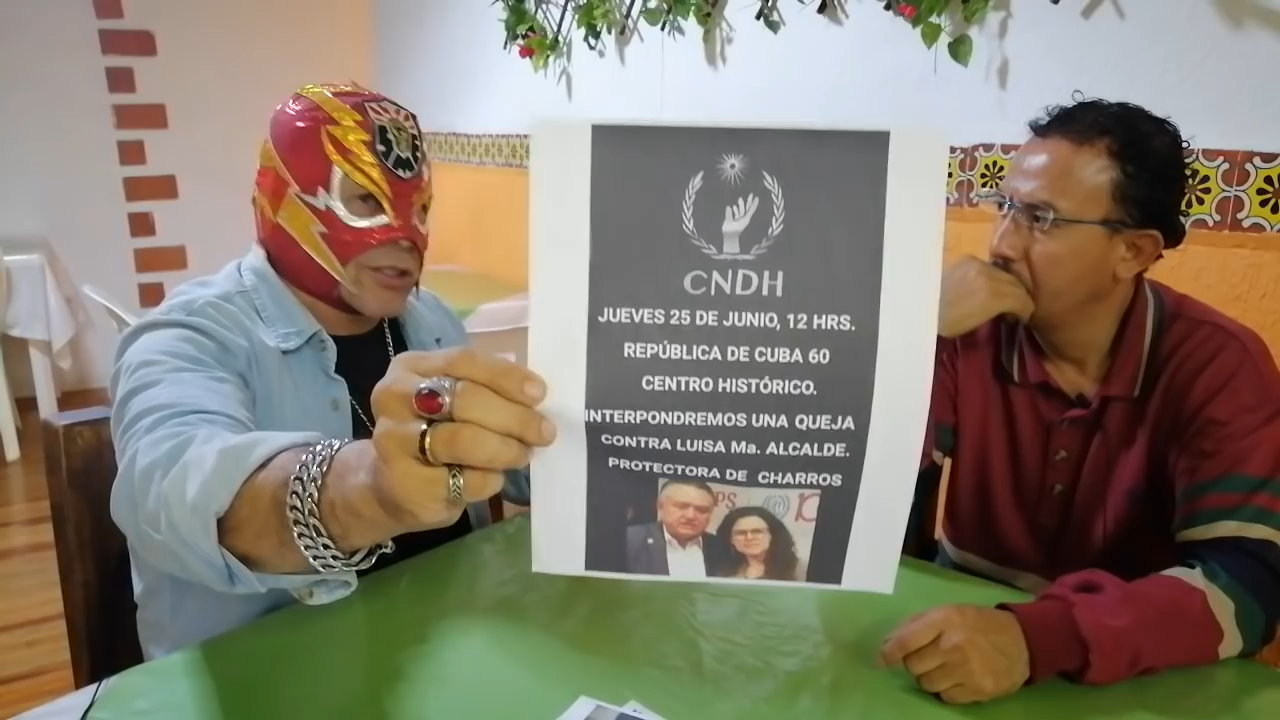 CNDH
JUEVES 25 DE JUNIO, 12 HRS.
REPÚBLICA DE CUBA 60
CENTRO HISTÓRICO.
INTERPONDREMOS UNA QUEJA
CONTRA LUISA Ma. ALCALDE.
PROTECTORA DE CHARROS
PS